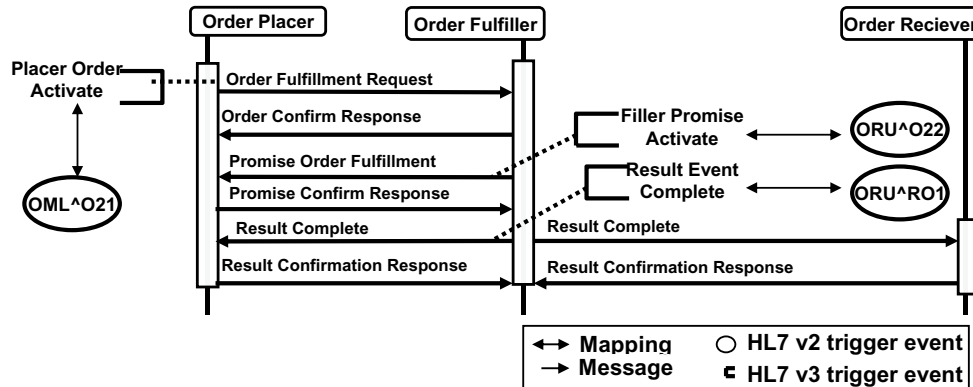 Order Placer
Order Fulfiller
Order Reciever
Placer Order
Activate
Order Fulfillment Request
Order Confirm Response
Filler Promise
Activate
ORU^O22
Promise Order Fulfillment
Result Event
Complete
Promise Confirm Response
OML^O21
ORU^RO1
Result Complete
Result Complete
Result Confirmation Response
Result Confirmation Response
Mapping
HL7 v2 trigger event
Message
HL7 v3 trigger event